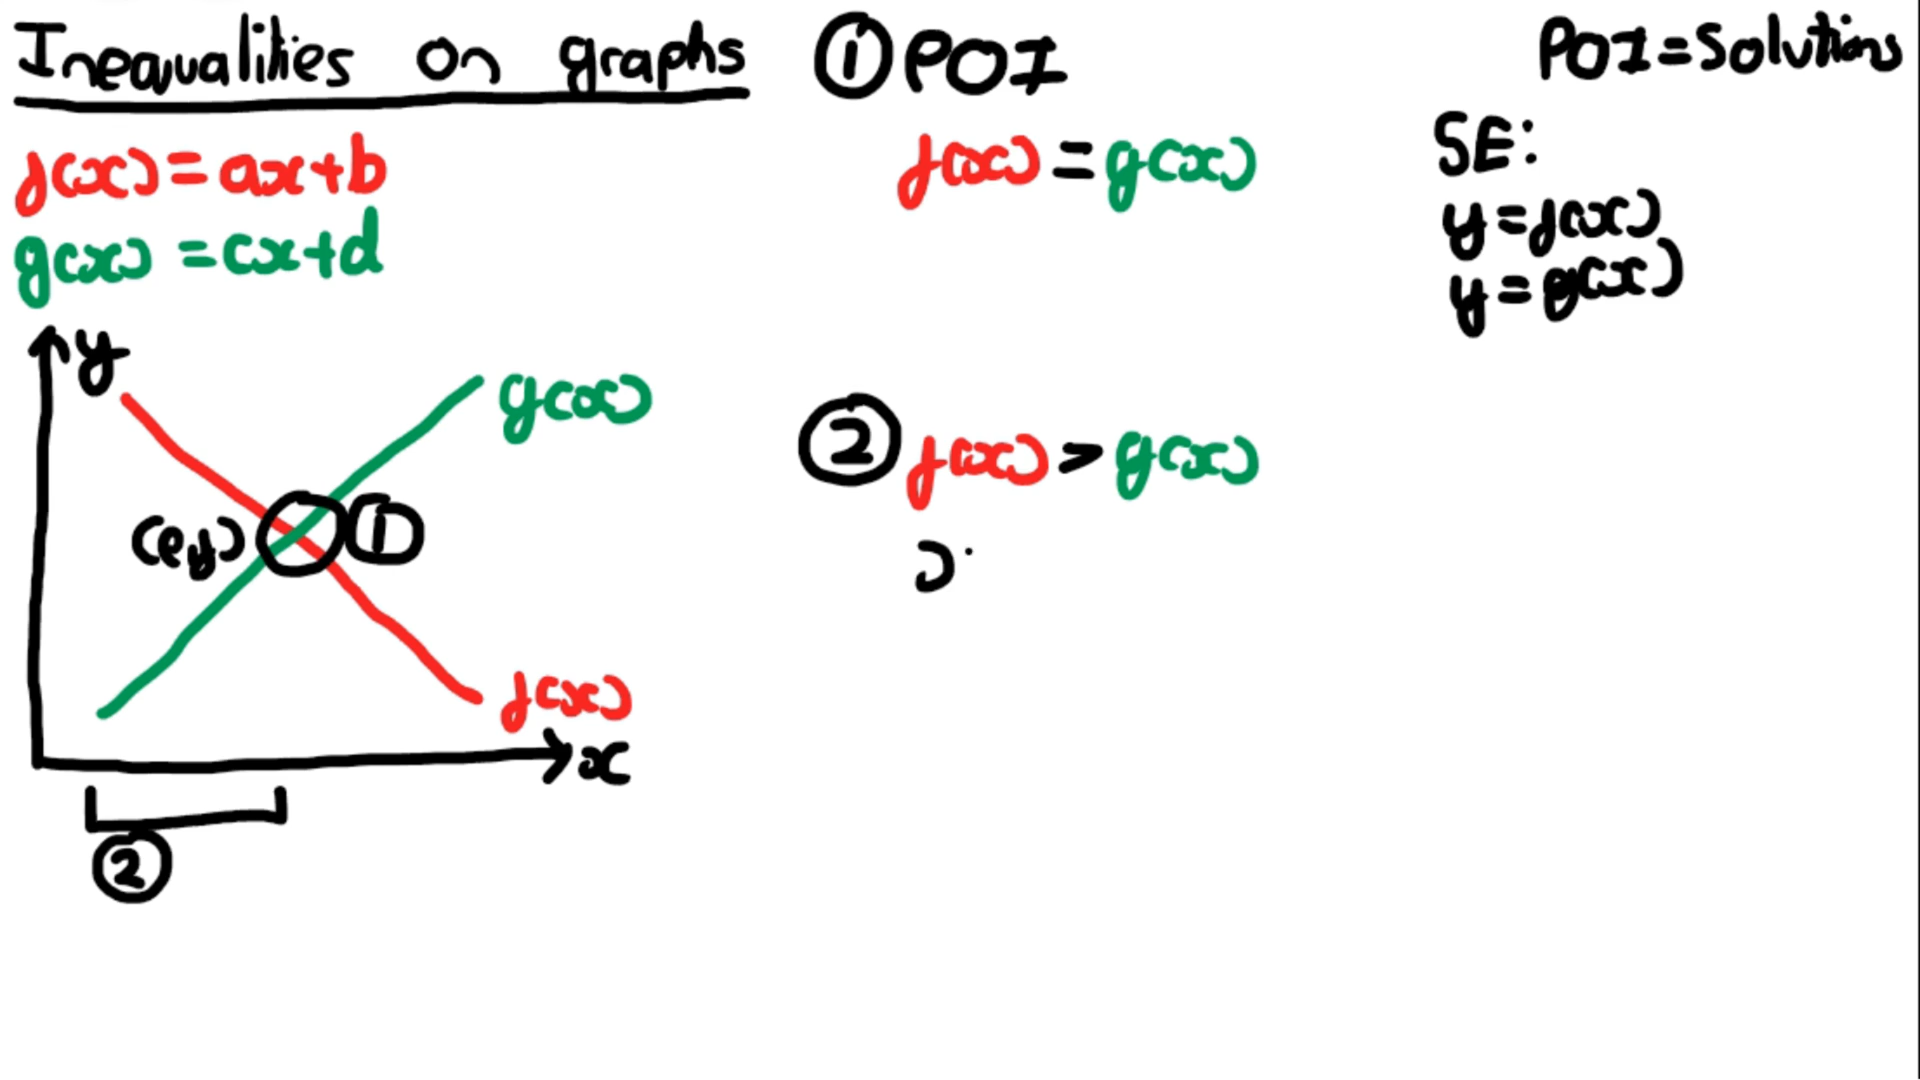 Inequalities on graphs
f(x) = ax+b
g(x) = cx+d
y
g(x)
(e,y)
①
f(x)
x
②
① POI
f(x) = g(x)
② f(x) > g(x)
POI = Solutions
SE:
y = f(x)
y = g(x)